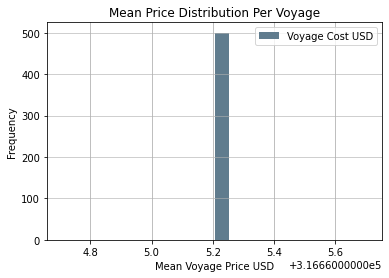 Mean Price Distribution Per Voyage
500
400
300
200
100
0
Frequency
Voyage Cost USD
4.8 5.0 5.2 5.4 5.6
Mean Voyage Price USD
+3.1666000000e5